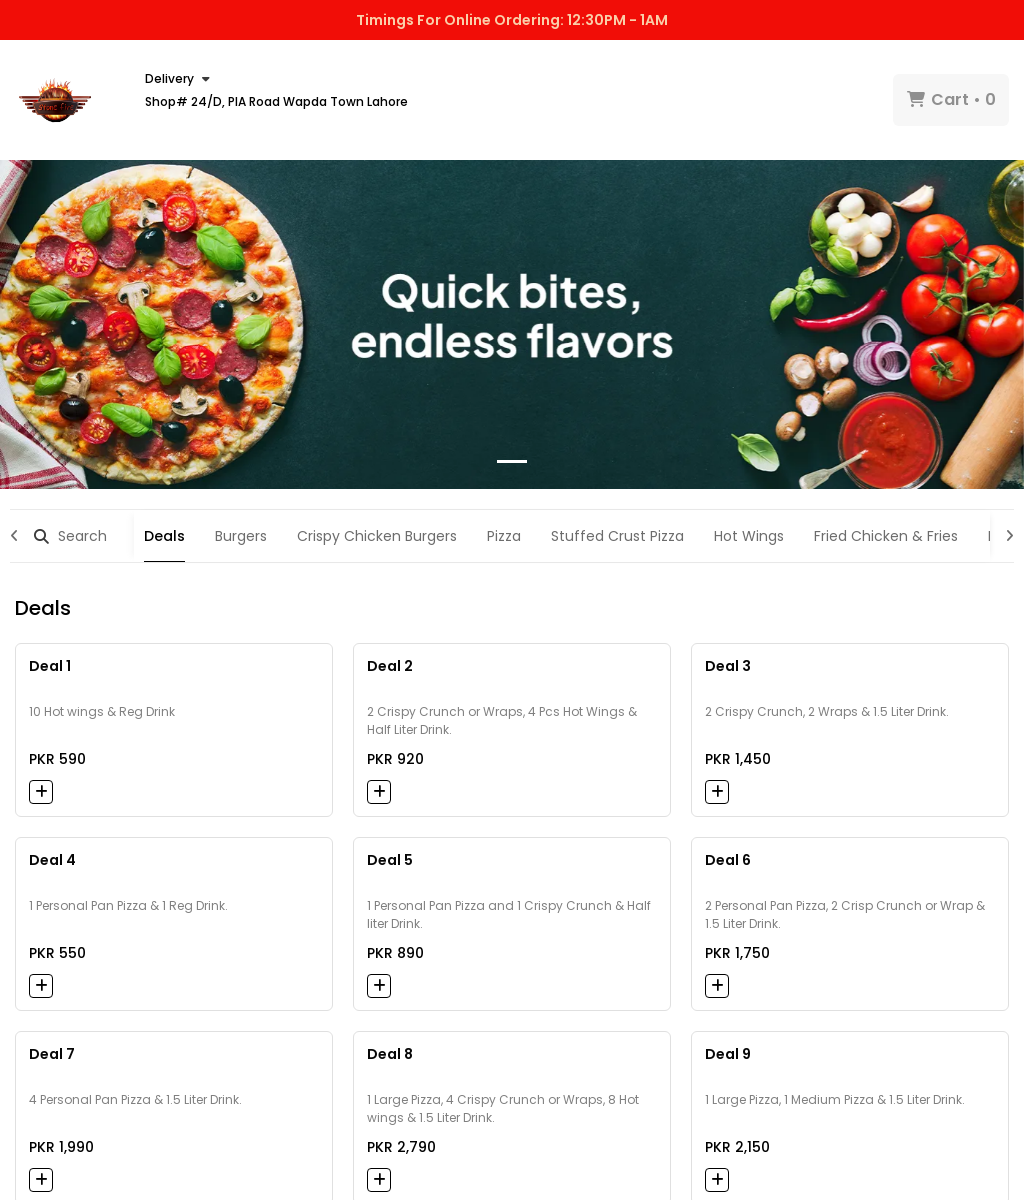 Timings For Online Ordering: 12:30PM - 1AM
Delivery
Shop# 24/D, PIA Road Wapda Town Lahore
Cart • 0
Quick bites,
endless flavors
Search
Deals
Burgers
Crispy Chicken Burgers
Pizza
Stuffed Crust Pizza
Hot Wings
Fried Chicken & Fries
Deals
Deal 1
10 Hot wings & Reg Drink
PKR 590
Deal 2
2 Crispy Crunch or Wraps, 4 Pcs Hot Wings &
Half Liter Drink.
PKR 920
Deal 3
2 Crispy Crunch, 2 Wraps & 1.5 Liter Drink.
PKR 1,450
Deal 4
1 Personal Pan Pizza & 1 Reg Drink.
PKR 550
Deal 5
1 Personal Pan Pizza and 1 Crispy Crunch & Half
liter Drink.
PKR 890
Deal 6
2 Personal Pan Pizza, 2 Crisp Crunch or Wrap &
1.5 Liter Drink.
PKR 1,750
Deal 7
4 Personal Pan Pizza & 1.5 Liter Drink.
PKR 1,990
Deal 8
1 Large Pizza, 4 Crispy Crunch or Wraps, 8 Hot
wings & 1.5 Liter Drink.
PKR 2,790
Deal 9
1 Large Pizza, 1 Medium Pizza & 1.5 Liter Drink.
PKR 2,150